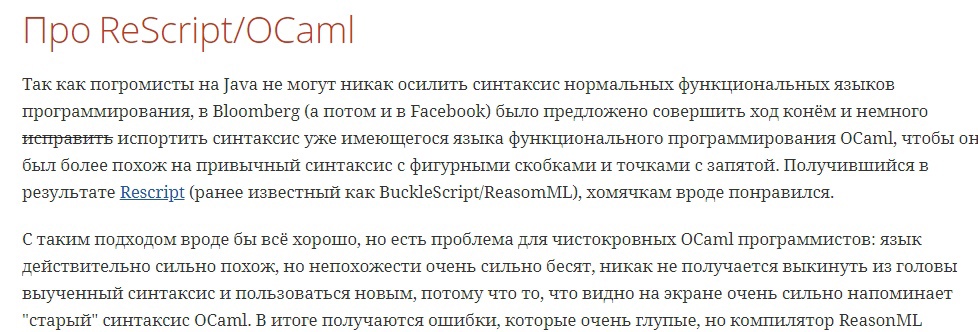 Про ReScript/OCaml
Так как погромисты на Java не могут никак осилить синтаксис нормальных функциональных языков
программирования, в Bloomberg (а потом и в Facebook) было предложено совершить ход конём и немного
исправить испортить синтаксис уже имеющегося языка функционального программирования OCaml, чтобы он
был более похож на привычный синтаксис с фигурными скобками и точками с запятой. Получившийся в
результате Rescript (ранее известный как BuckleScript/ReasomML), хомячкам вроде понравился.
С таким подходом вроде бы всё хорошо, но есть проблема для чистокровных OCaml программистов: язык
действительно сильно похож, но непохожести очень сильно бесят, никак не получается выкинуть из головы
выученный синтаксис и пользоваться новым, потому что то, что видно на экране очень сильно напоминает
"старый" синтаксис OCaml. В итоге получаются ошибки, которые очень глупые, но компилятор ReasonML